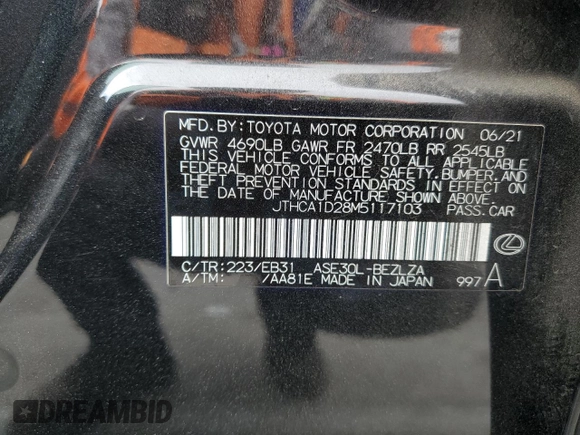 MFD. BY: TOYOTA MOTOR CORPORATION 06/21
GVWR 4690LB GAWR FR 2470LB RR 2545LB
THIS VEHICLE CONFORMS TO ALL APPLICABLE
FEDERAL MOTOR VEHICLE SAFETY, BUMPER, AND
THEFT PREVENTION STANDARDS IN EFFECT ON
THE DATE OF MANUFACTURE SHOWN ABOVE.
JTHCA1D28M5117103 PASS. CAR
C/TR: 223/EB31 ASE30L-BEZLZA
A/TM: /AA81E MADE IN JAPAN 997 A
DREAMBID